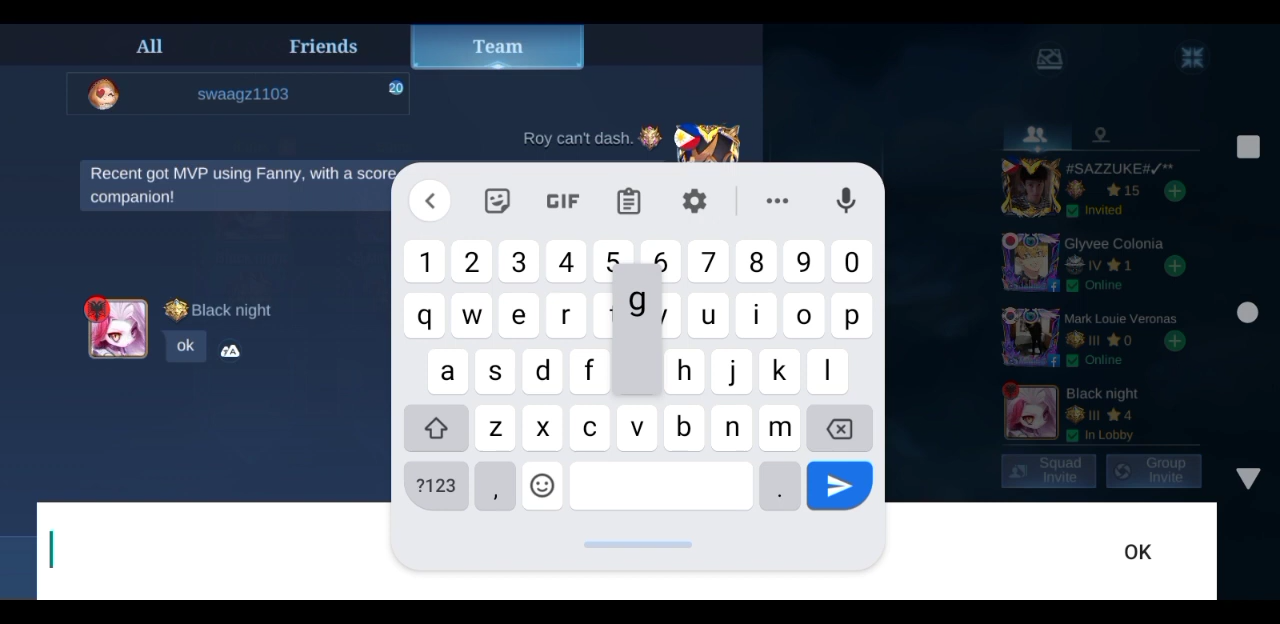 All Friends Team
swaagz1103 20
Roy can't dash.
Recent got MVP using Fanny, with a score
companion!
Black night
ok
#SAZZUKE#✓**
15
Invited
Glyvee Colonia
IV 1
Online
Mark Louie Veronas
III 0
Online
Black night
III 4
In Lobby
Squad Invite
Group Invite
GIF
1 2 3 4 5 6 7 8 9 0
q w e r u i o p
g
a s d f h j k l
z x c v b n m
?123 , .
OK